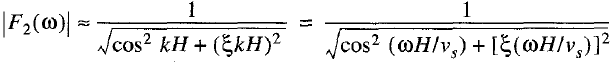 |F₂(ω)| ≈ 1 / √(cos² kH + (ξkH)²) = 1 / √(cos² (ωH/vₛ) + [ξ(ωH/vₛ)]²)